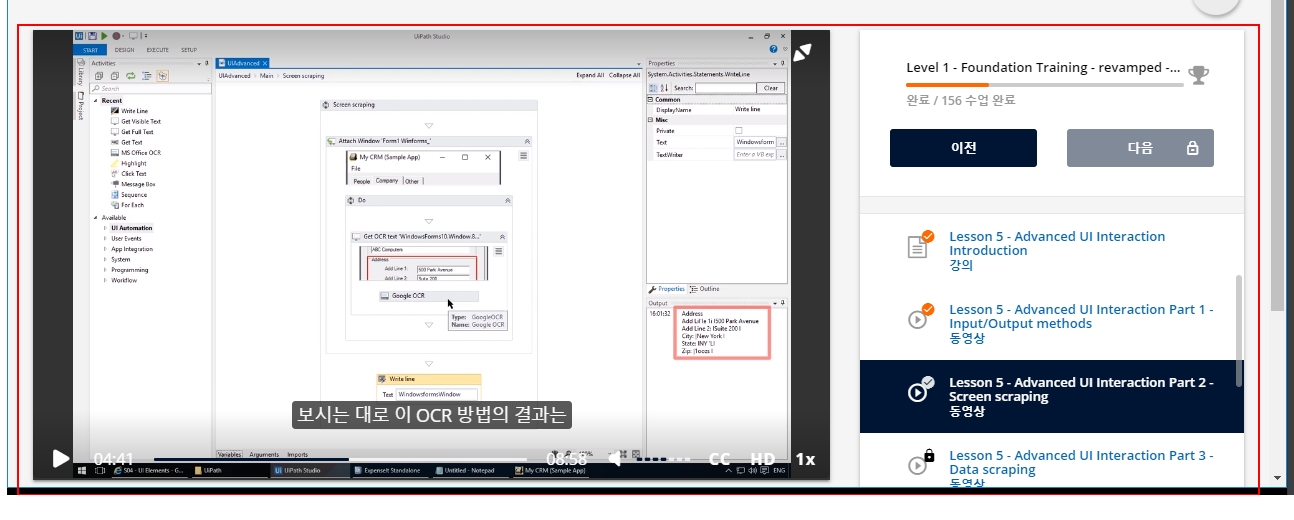 UiPath Studio
START DESIGN EXECUTE SETUP
Activities
UIAdvanced
Properties
Library
Project
Search
UIAdvanced Main Screen scraping
Expand All Collapse All
System.Activities.Statements.WriteLine
Search:
Clear
Recent
Write Line
Get Visible Text
Get Full Text
Get Text
MS Office OCR
Highlight
Click Text
Message Box
Sequence
For Each
Available
UI Automation
User Events
App Integration
System
Programming
Workflow
Screen scraping
Attach Window 'Form1 Winforms_'
My CRM (Sample App)
File
People Company Other
Do
Get OCR text 'WindowsForms10.Window.8...'
ABC Computers
Address
Add Line 1: 500 Park Avenue
Add Line 2: Suite 200
Google OCR
Type: GoogleOCR
Name: Google OCR
Write line
Text WindowsformsWindow
Common
DisplayName Write line
Misc
Private
Text Windowsform ...
TextWriter Enter a VB exp ...
Properties Outline
Output
16:01:32 Address
Add Lif le 1i I500 Park Avenue
Add Line 2: ISuite 200 I
City: |New York I
State: INY 'LI
보시는 대로 이 OCR 방법의 결과는
Variables Arguments Imports
04:41
08:58
CC HD 1x
S04 - UI Elements - G... UiPath UiPath Studio Expenseit Standalone Untitled - Notepad My CRM (Sample App) ENG
Level 1 - Foundation Training - revamped -...
완료 / 156 수업 완료
이전
다음
Lesson 5 - Advanced UI Interaction
Introduction
강의
Lesson 5 - Advanced UI Interaction Part 1 -
Input/Output methods
동영상
Lesson 5 - Advanced UI Interaction Part 2 -
Screen scraping
동영상
Lesson 5 - Advanced UI Interaction Part 3 -
Data scraping
동영상